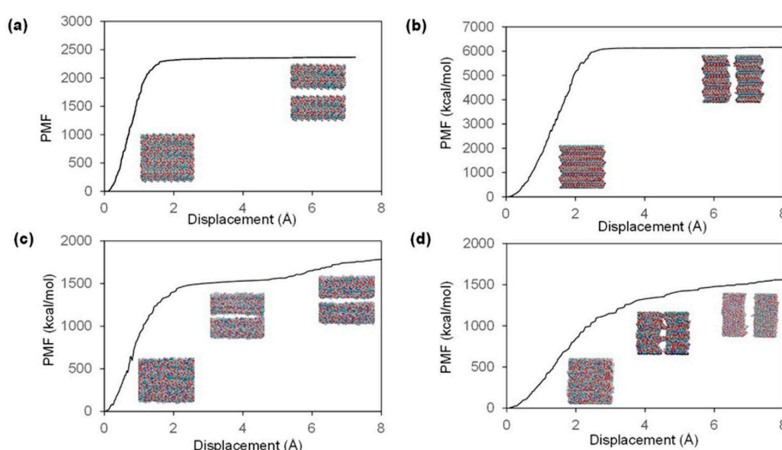 (a)
3000
2500
2000
1500
1000
500
0
PMF
0 2 4 6 8
Displacement (Å)
(b)
7000
6000
5000
4000
3000
2000
1000
0
PMF (kcal/mol)
0 2 4 6 8
Displacement (Å)
(c)
2000
1500
1000
500
0
PMF (kcal/mol)
0 2 4 6 8
Displacement (Å)
(d)
2000
1500
1000
500
0
PMF (kcal/mol)
0 2 4 6 8
Displacement (Å)